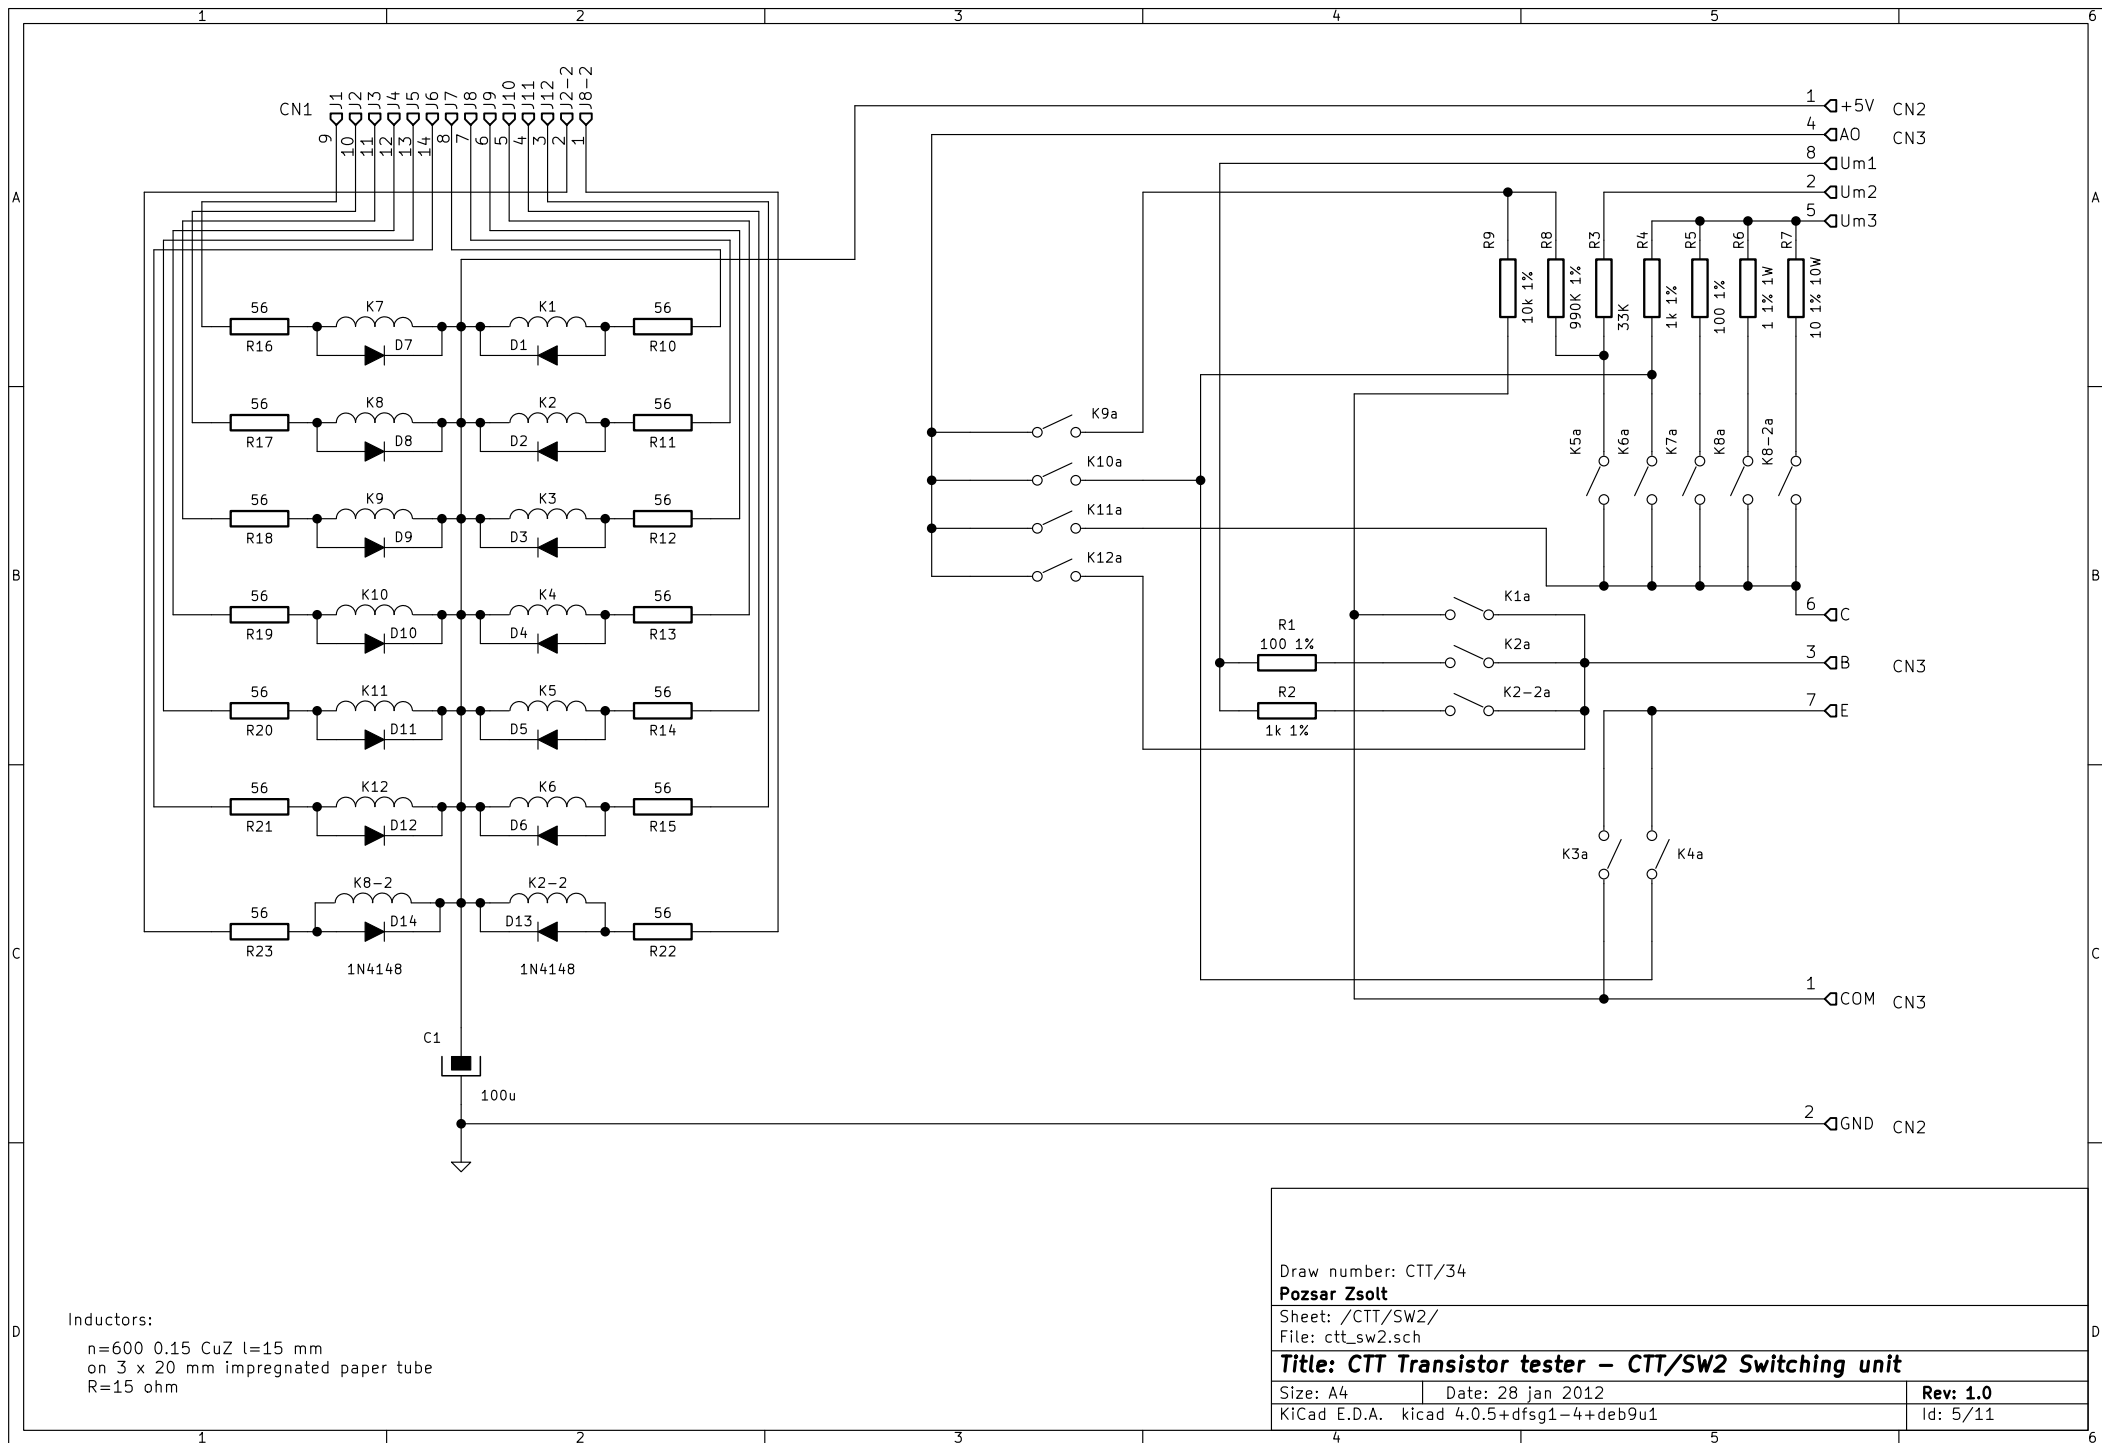 1 2 3 4 5 6
CN1
J1
J2
J3
J4
J5
J6
J7
J8
J9
J10
J11
J12
J2-2
J8-2
9
10
11
12
13
14
8
7
6
5
4
3
2
1
1 +5V CN2
4 AO CN3
8 Um1
2 Um2
5 Um3
A A
R9
10k 1%
R8
990K 1%
R3
33K
R4
1k 1%
R5
100 1%
R6
1 1% 1W
R7
10 1% 10W
56 K7 K1 56
R16 D7 D1 R10
56 K8 K2 56
R17 D8 D2 R11
56 K9 K3 56
R18 D9 D3 R12
56 K10 K4 56
R19 D10 D4 R13
56 K11 K5 56
R20 D11 D5 R14
56 K12 K6 56
R21 D12 D6 R15
56 K8-2 K2-2 56
R23 D14 D13 R22
1N4148 1N4148
K9a
K10a
K11a
K12a
K5a
K6a
K7a
K8a
K8-2a
B B
K1a
6 C
R1
100 1%
K2a
3 B CN3
R2
1k 1%
K2-2a
7 E
K3a K4a
C C
1 COM CN3
C1
100u
2 GND CN2
D D
Inductors:
n=600 0.15 CuZ l=15 mm
on 3 x 20 mm impregnated paper tube
R=15 ohm
Draw number: CTT/34
Pozsar Zsolt
Sheet: /CTT/SW2/
File: ctt_sw2.sch
Title: CTT Transistor tester – CTT/SW2 Switching unit
Size: A4 Date: 28 jan 2012 Rev: 1.0
KiCad E.D.A. kicad 4.0.5+dfsg1-4+deb9u1 Id: 5/11
1 2 3 4 5 6